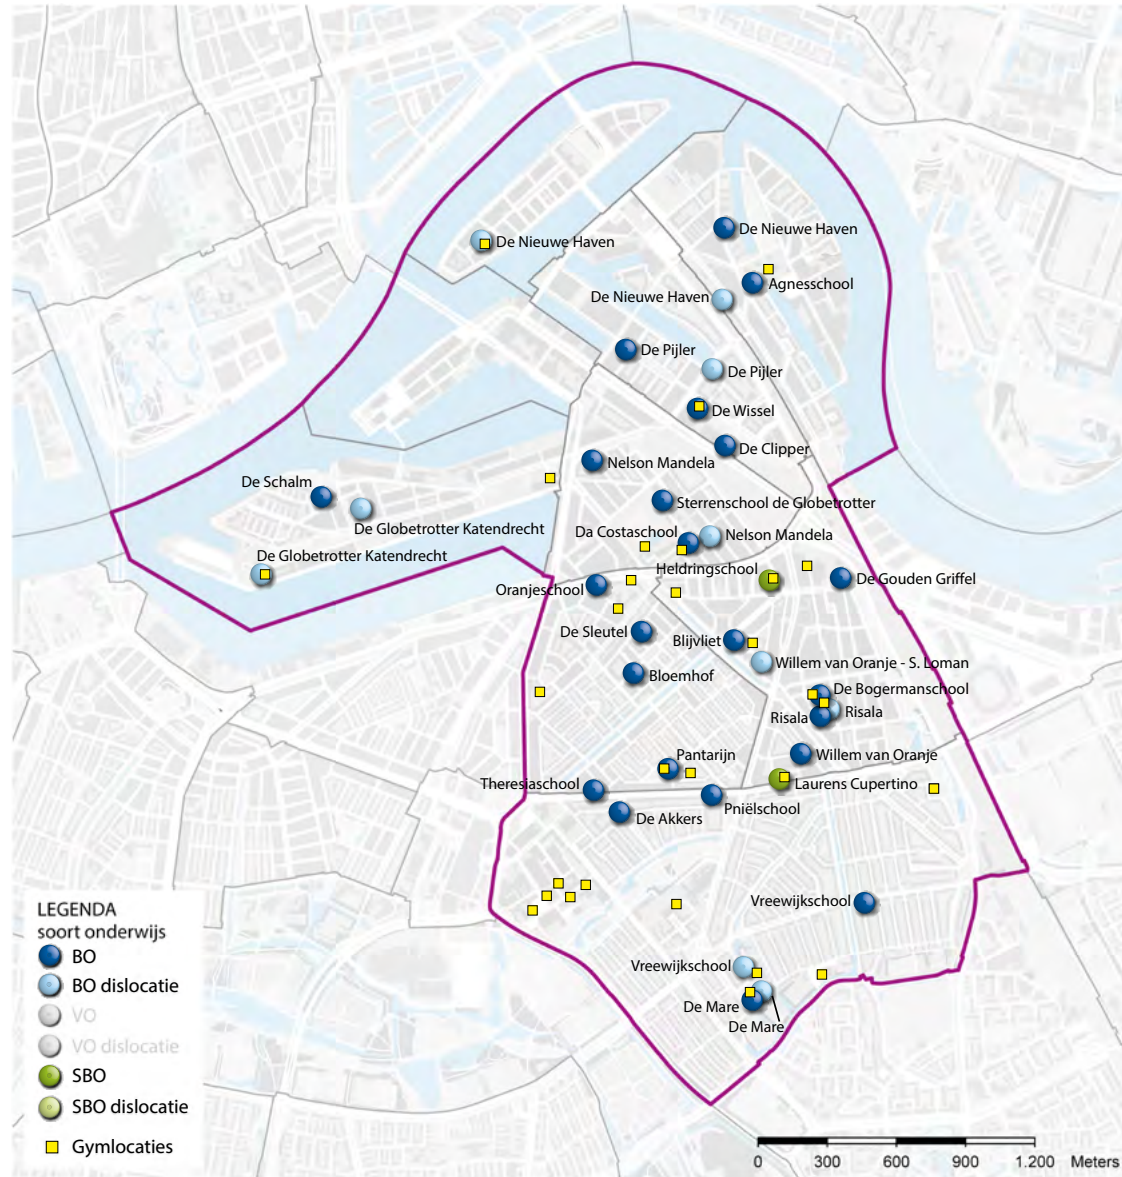 De Nieuwe Haven
De Nieuwe Haven
Agnesschool
De Nieuwe Haven
De Pijler
De Pijler
De Wissel
De Clipper
Nelson Mandela
De Schalm
Sterrenschool de Globetrotter
De Globetrotter Katendrecht
Da Costaschool
Nelson Mandela
De Globetrotter Katendrecht
Heldringschool
De Gouden Griffel
Oranjeschool
De Sleutel
Blijvliet
Willem van Oranje - S. Loman
Bloemhof
De Bogermanschool
Risala
Risala
Pantarijn
Willem van Oranje
Theresiaschool
Laurens Cupertino
Pniëlschool
De Akkers
Vreewijkschool
Vreewijkschool
De Mare
De Mare
LEGENDA
soort onderwijs
BO
BO dislocatie
VO
VO dislocatie
SBO
SBO dislocatie
Gymlocaties
0 300 600 900 1.200 Meters